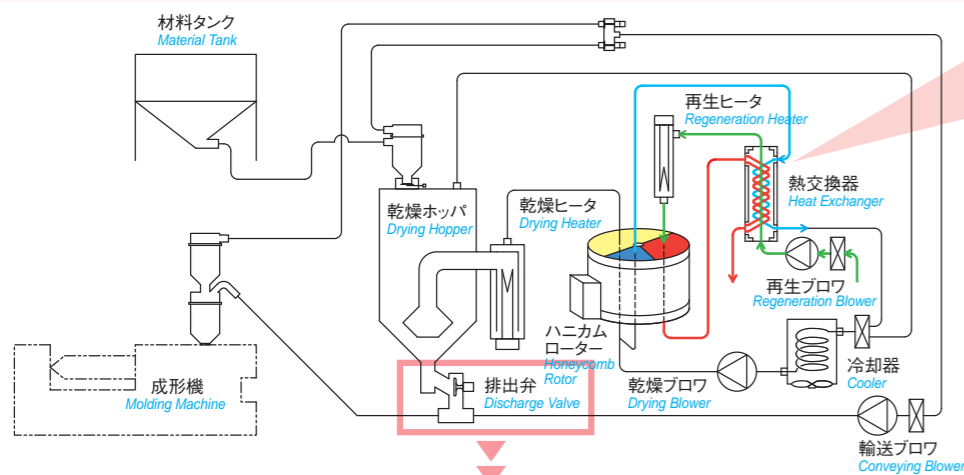 材料タンク
Material Tank
再生ヒータ
Regeneration Heater
熱交換器
Heat Exchanger
乾燥ホッパ
Drying Hopper
乾燥ヒータ
Drying Heater
再生ブロワ
Regeneration Blower
ハニカム
ローター
Honeycomb
Rotor
成形機
Molding Machine
排出弁
Discharge Valve
乾燥ブロワ
Drying Blower
冷却器
Cooler
輸送ブロワ
Conveying Blower